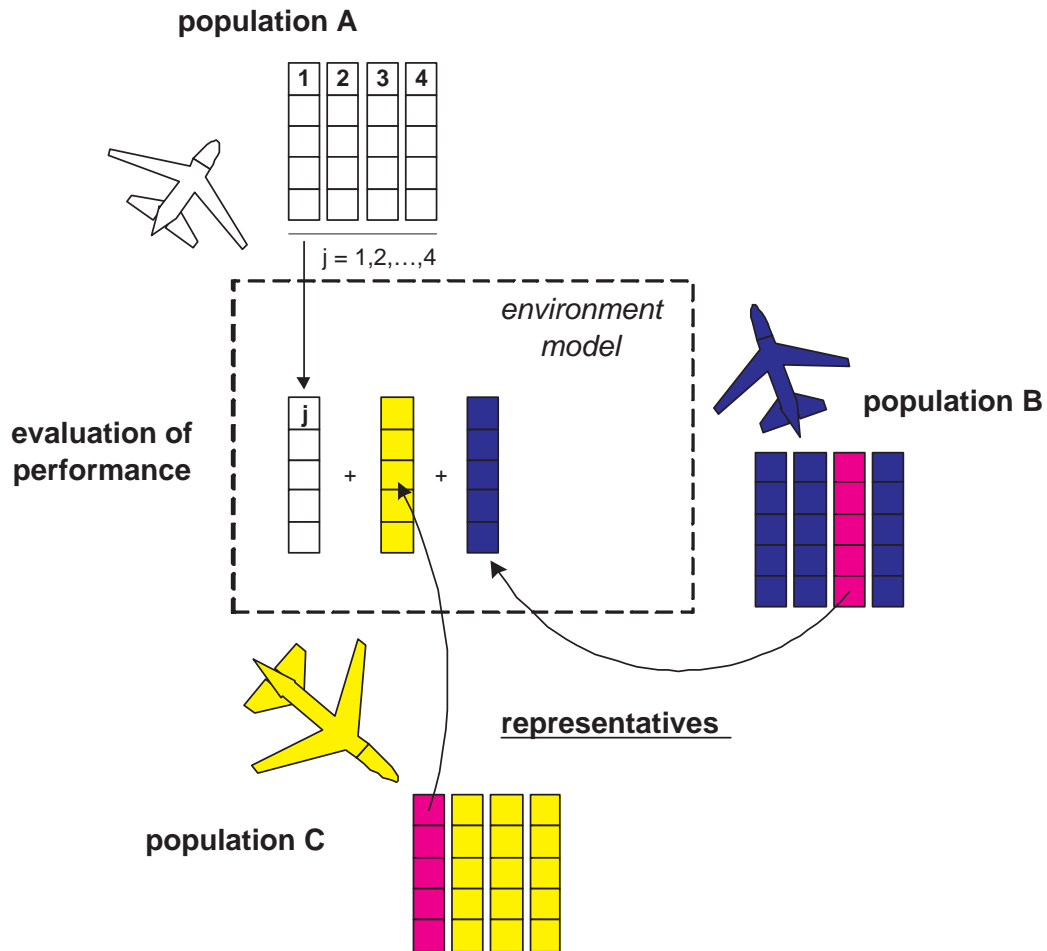 population A
1 2 3 4
j = 1,2,...,4
environment
model
j
+ +
evaluation of
performance
population B
representatives
population C